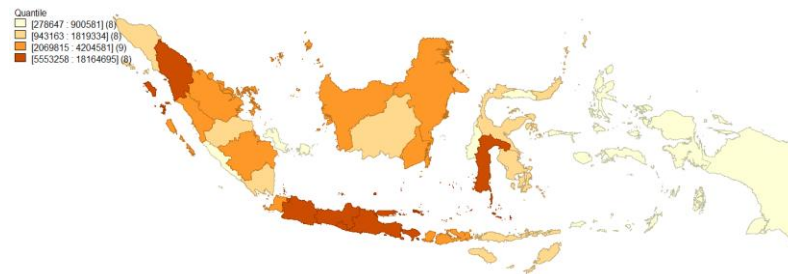 Quantile
[278647 : 900581] (8)
[943163 : 1819334] (8)
[2069815 : 4204581] (9)
[5553258 : 18164695] (8)